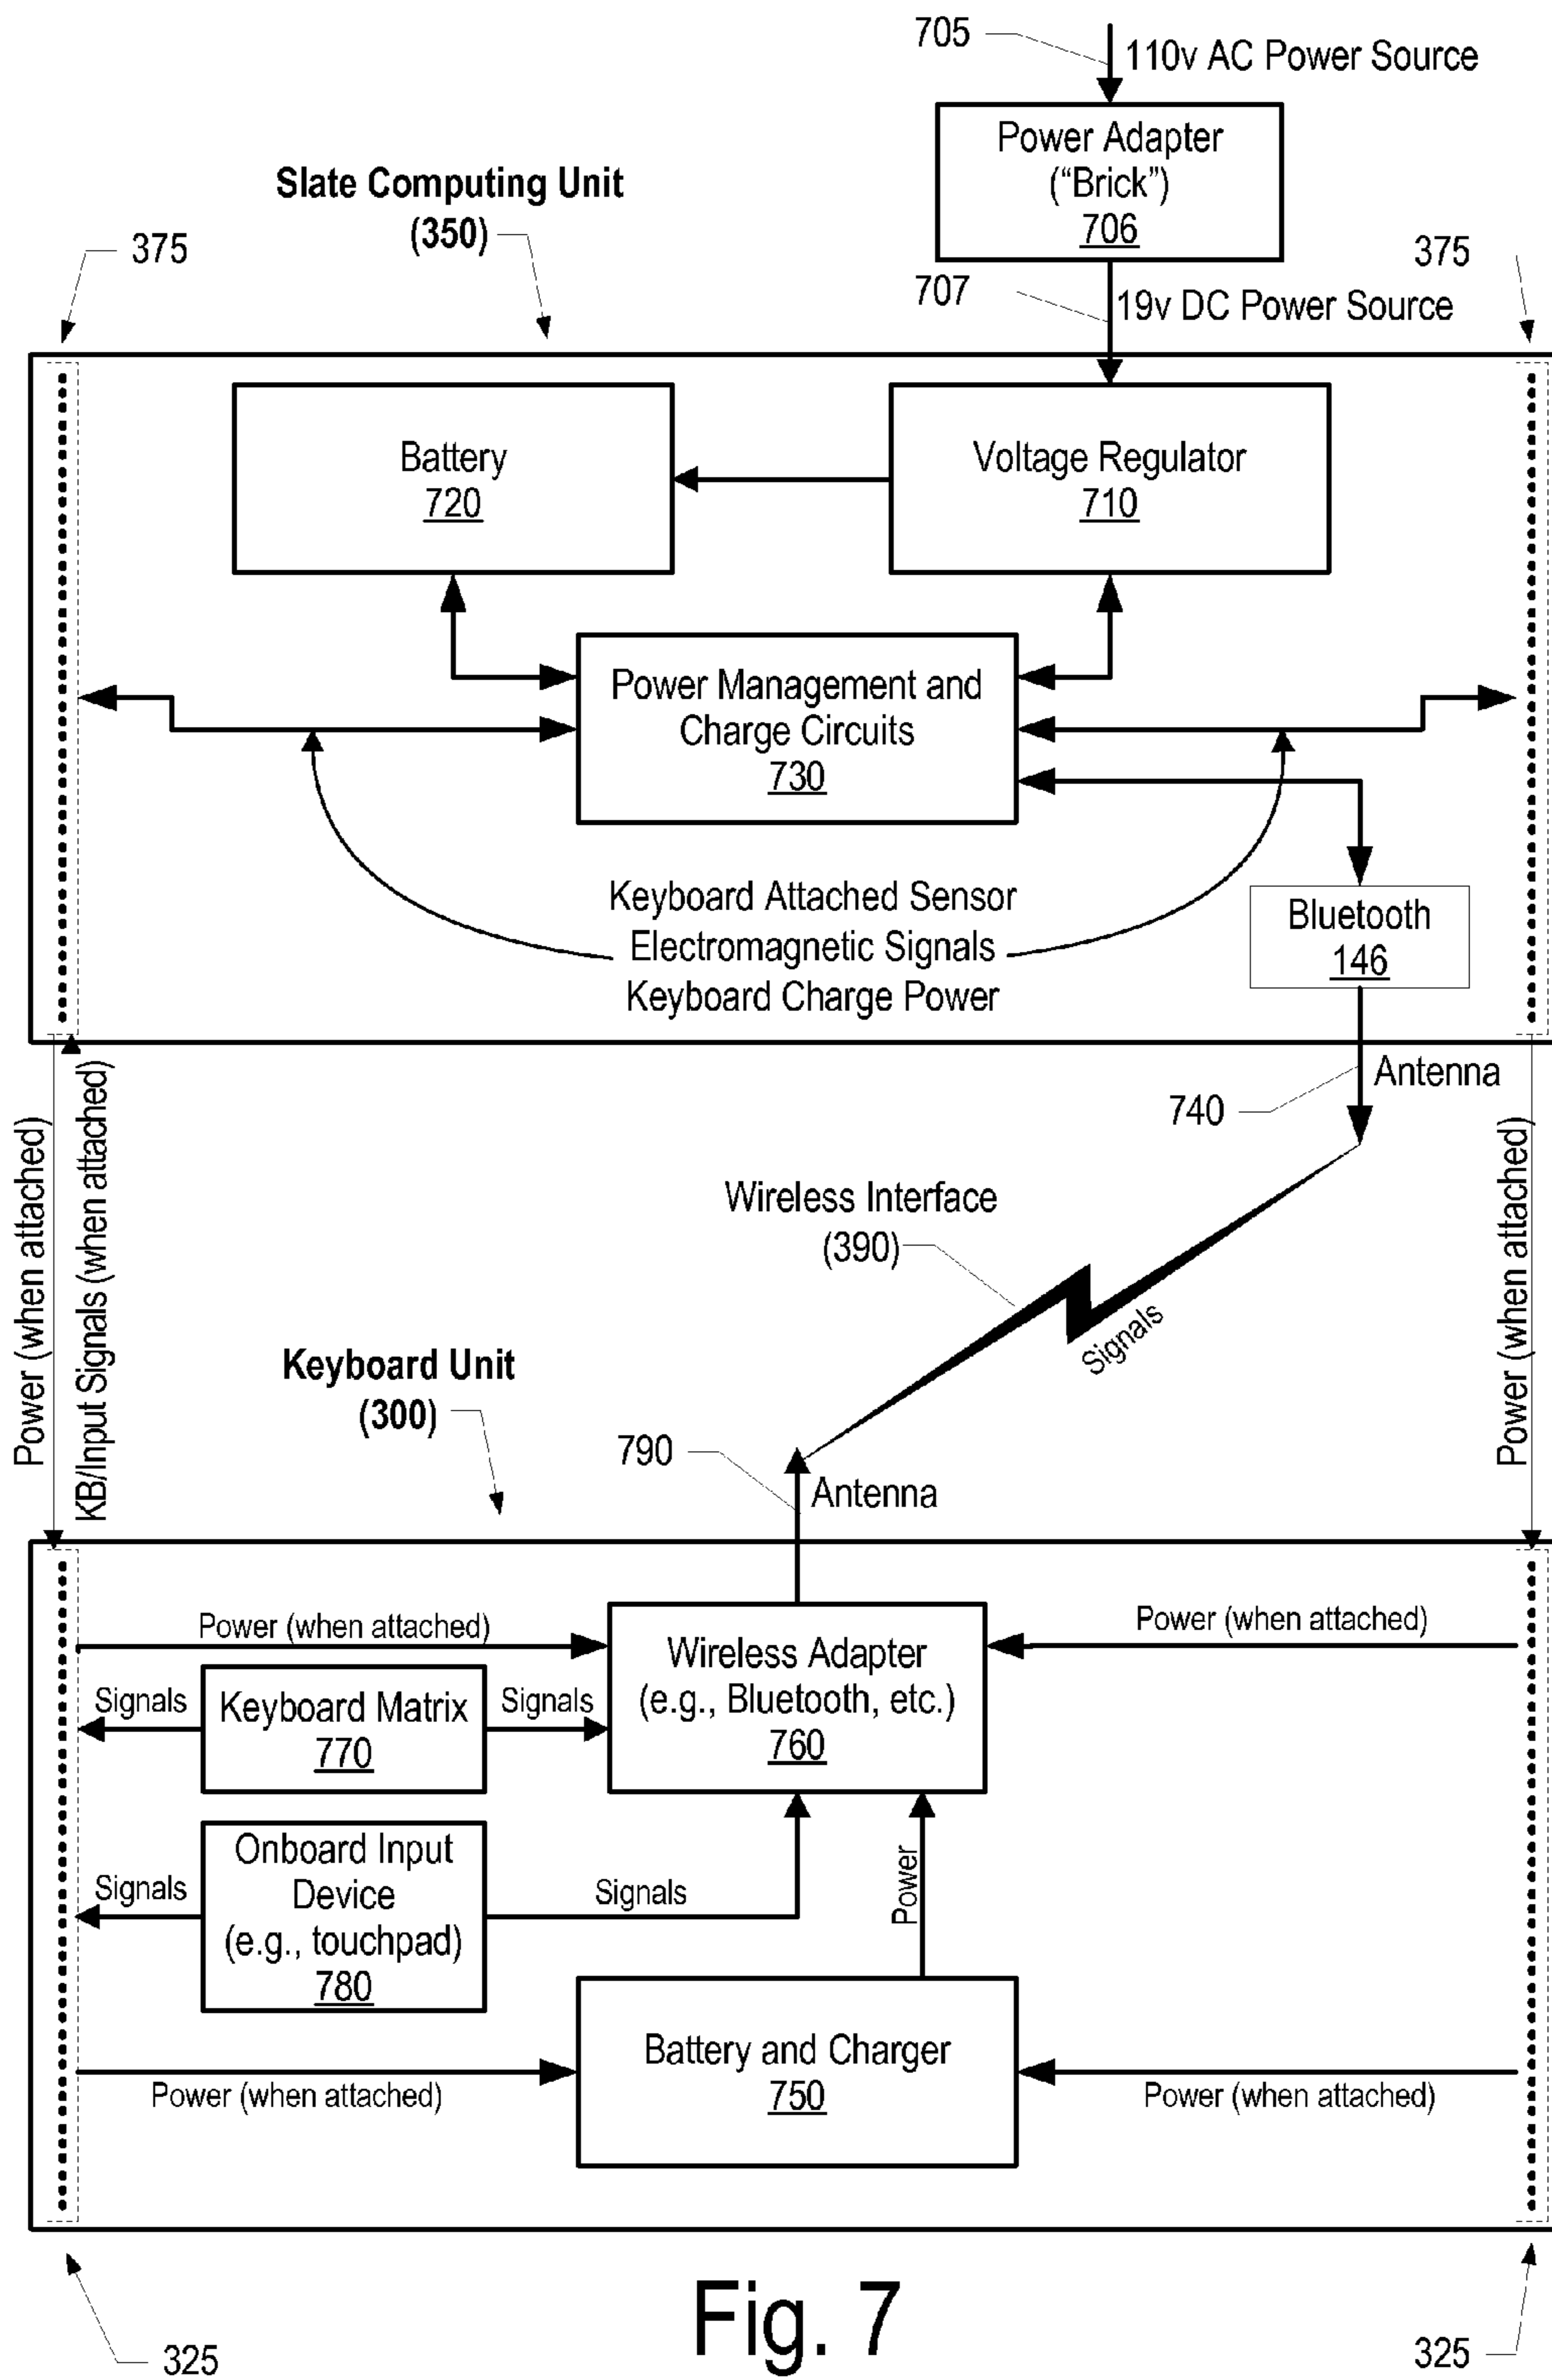 705
110v AC Power Source
Power Adapter
(“Brick”)
706
Slate Computing Unit
(350)
375
375
707
19v DC Power Source
Battery
720
Voltage Regulator
710
Power Management and
Charge Circuits
730
Keyboard Attached Sensor
Electromagnetic Signals
Keyboard Charge Power
Bluetooth
146
Antenna
740
Power (when attached)
KB/Input Signals (when attached)
Power (when attached)
Wireless Interface
(390)
Signals
Keyboard Unit
(300)
790
Antenna
Power (when attached)
Power (when attached)
Wireless Adapter
(e.g., Bluetooth, etc.)
760
Signals
Keyboard Matrix
770
Signals
Onboard Input
Device
(e.g., touchpad)
780
Signals
Signals
Power
Battery and Charger
750
Power (when attached)
Power (when attached)
Fig. 7
325
325